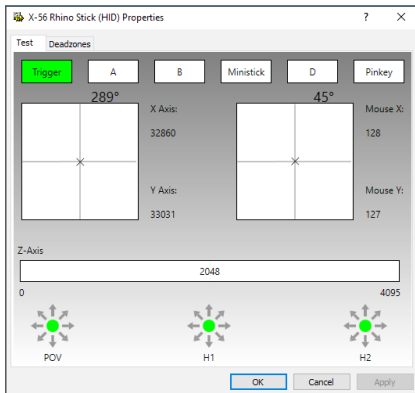 X-56 Rhino Stick (HID) Properties
Test Deadzones
Trigger A B Ministick D Pinkey
289° 45°
X Axis: Mouse X:
32860 128
Y Axis: Mouse Y:
33031 127
Z-Axis
2048
0 4095
POV H1 H2
OK Cancel Apply